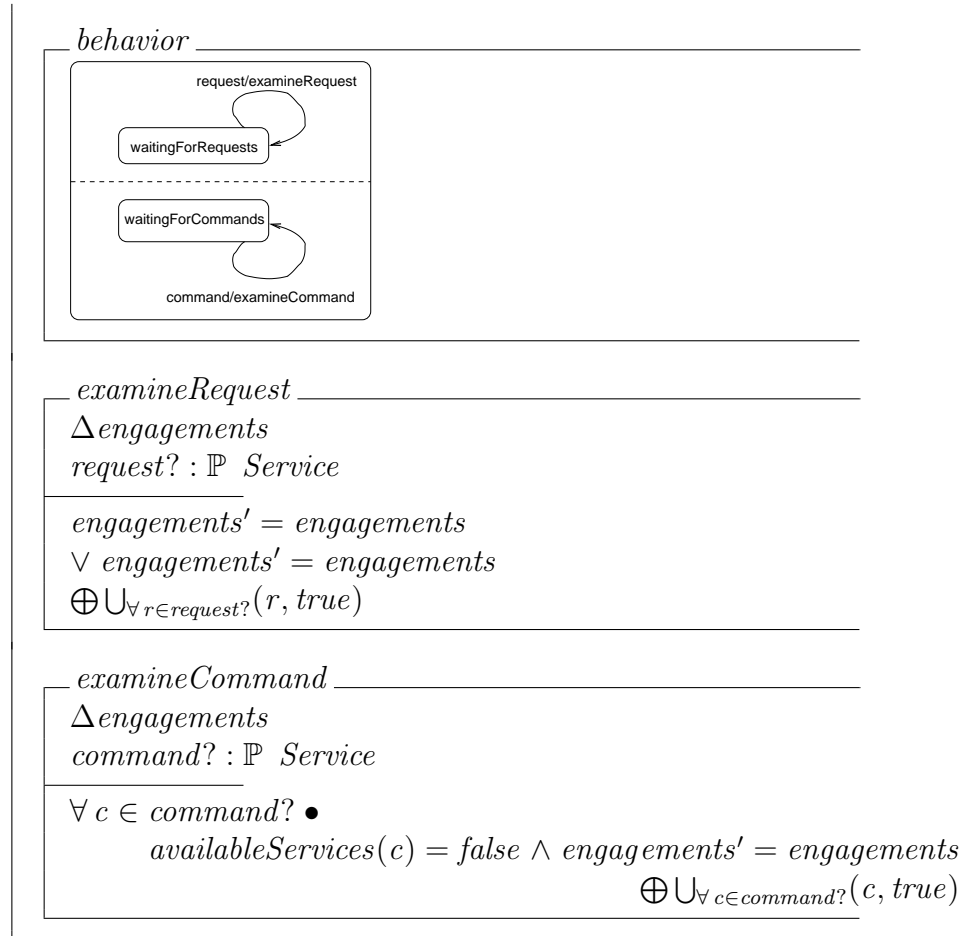 behavior
request/examineRequest
waitingForRequests
waitingForCommands
command/examineCommand
examineRequest
Δengagements
request? : ℙ Service
engagements′ = engagements
∨ engagements′ = engagements
⊕ ⋃∀ r∈request?(r, true)
examineCommand
Δengagements
command? : ℙ Service
∀ c ∈ command? •
availableServices(c) = false ∧ engagements′ = engagements
⊕ ⋃∀ c∈command?(c, true)